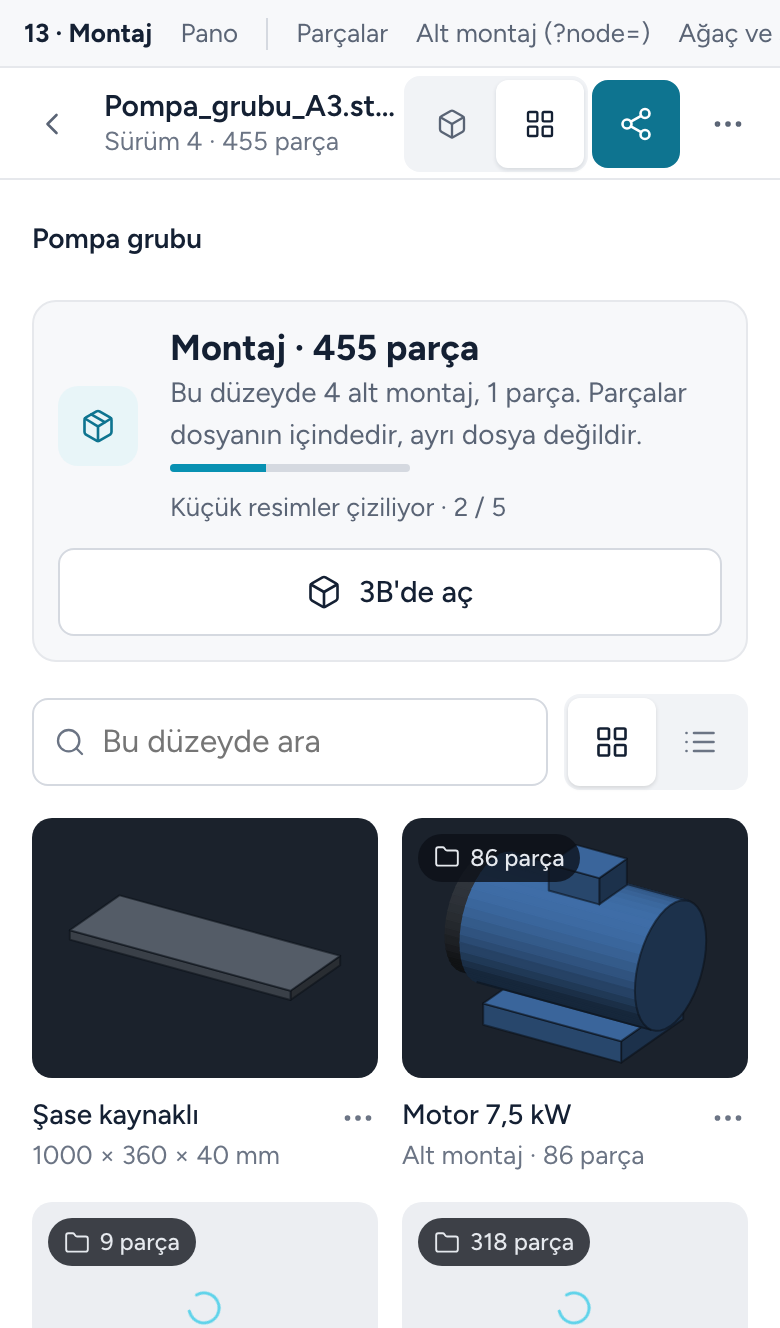 13 · Montaj Pano Parçalar Alt montaj (?node=) Ağaç ve
Pompa_grubu_A3.st...
Sürüm 4 · 455 parça
Pompa grubu
Montaj · 455 parça
Bu düzeyde 4 alt montaj, 1 parça. Parçalar
dosyanın içindedir, ayrı dosya değildir.
Küçük resimler çiziliyor · 2 / 5
3B'de aç
Bu düzeyde ara
86 parça
Şase kaynaklı
1000 × 360 × 40 mm
Motor 7,5 kW
Alt montaj · 86 parça
9 parça
318 parça